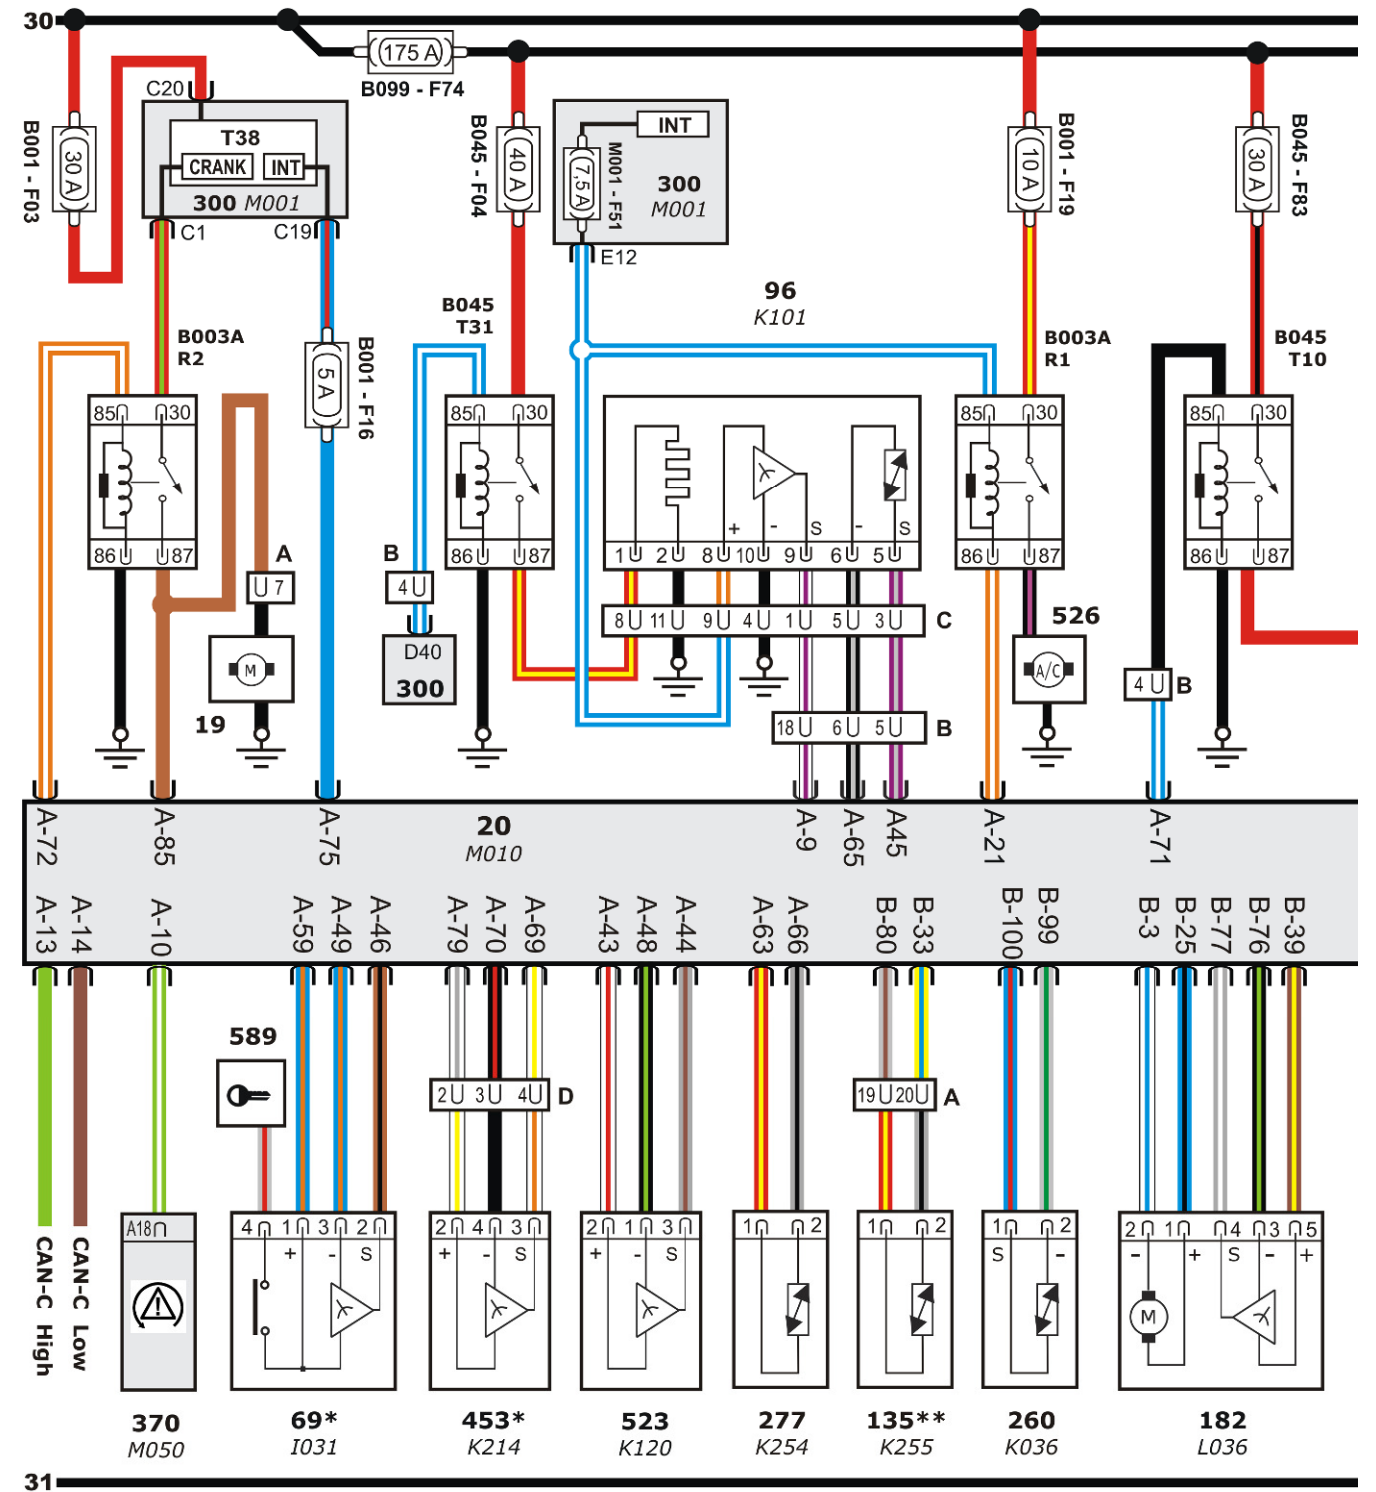 30
175 A
B099 - F74
C20
B001 - F03
30 A
T38
CRANK INT
300 M001
C1 C19
B045 - F04
40 A
INT
7,5 A
M001 - F51
300
M001
E12
10 A
B001 - F19
30 A
B045 - F83
96
K101
B045
T31
B003A
R2
5 A
B001 - F16
B003A
R1
B045
T10
85 30
86 87
85 30
86 87
+ - S - S
1 2 8 10 9 6 5
85 30
86 87
85 30
86 87
A
7
M
19
B
4
D40
300
8 11 9 4 1 5 3 C
18 6 5 B
526
A/C
4 B
A-72 A-85 A-75 A-9 A-65 A45 A-21 A-71
20
M010
A-13 A-14 A-10 A-59 A-49 A-46 A-79 A-70 A-69 A-43 A-48 A-44 A-63 A-66 B-80 B-33 B-100 B-99 B-3 B-25 B-77 B-76 B-39
589
2 3 4 D
19 20 A
CAN-C High
CAN-C Low
A18
4 1 3 2
+ - S
2 4 3
+ - S
2 1 3
+ - S
1 2
1 2
1 2
S -
2 1 4 3 5
- + S - +
M
370
M050
69*
I031
453*
K214
523
K120
277
K254
135**
K255
260
K036
182
L036
31